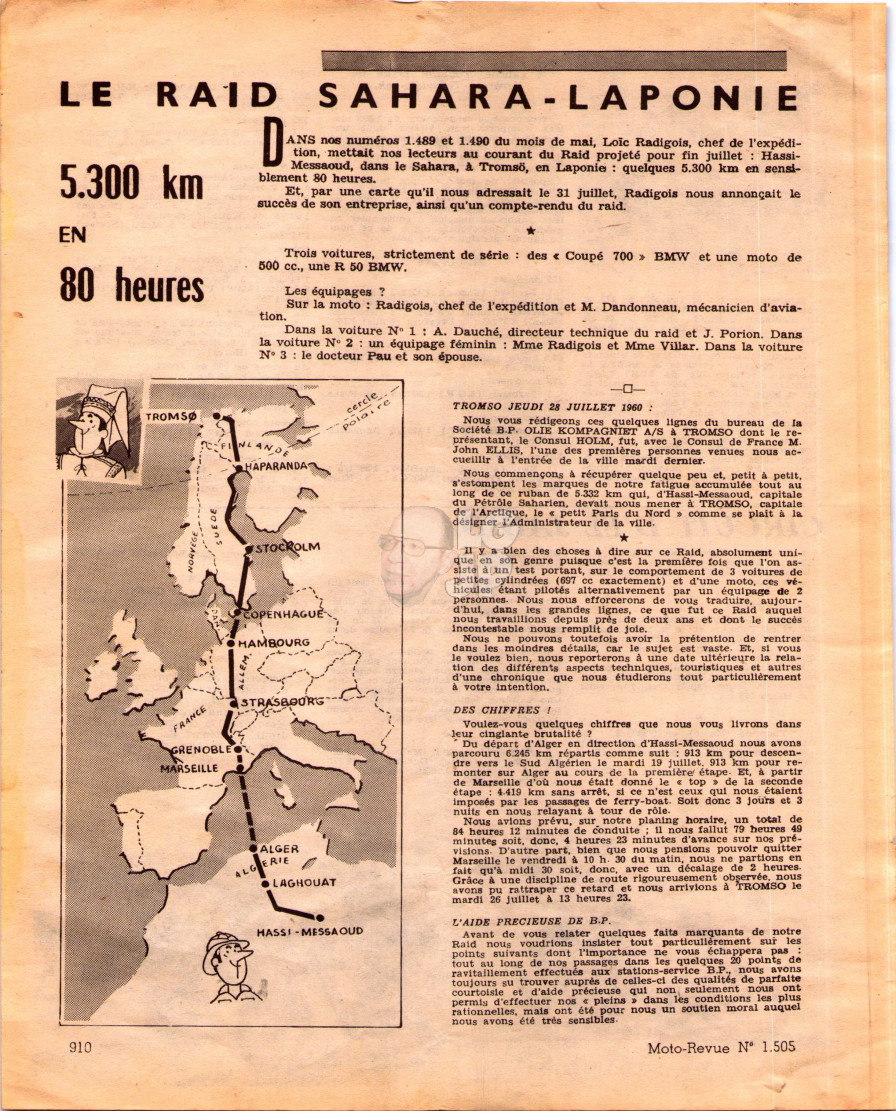 LE RAID SAHARA-LAPONIE
5.300 km
EN
80 heures
DANS nos numéros 1.489 et 1.490 du mois de mai, Loïc Radigois, chef de l'expédi-
tion, mettait nos lecteurs au courant du Raid projeté pour fin juillet : Hassi-
Messaoud, dans le Sahara, à Tromsö, en Laponie : quelques 5.300 km en sensi-
blement 80 heures.
Et, par une carte qu'il nous adressait le 31 juillet, Radigois nous annonçait le
succès de son entreprise, ainsi qu'un compte-rendu du raid.
★
Trois voitures, strictement de série : des « Coupé 700 » BMW et une moto de
500 cc., une R 50 BMW.
Les équipages ?
Sur la moto : Radigois, chef de l'expédition et M. Dandonneau, mécanicien d'avia-
tion.
Dans la voiture N° 1 : A. Dauché, directeur technique du raid et J. Porion. Dans
la voiture N° 2 : un équipage féminin : Mme Radigois et Mme Villar. Dans la voiture
N° 3 : le docteur Pau et son épouse.
TROMSØ
cercle
polaire
FINLANDE
HAPARANDA
NORVEGE
SUEDE
STOCKOLM
DAN.
COPENHAGUE
HAMBOURG
ALLEM.
STRASBOURG
FRANCE
GRENOBLE
MARSEILLE
ALGER
ALGERIE
LAGHOUAT
HASSI-MESSAOUD
TROMSO JEUDI 28 JUILLET 1960 :
Nous vous rédigeons ces quelques lignes du bureau de la
Société B.P. OLIE KOMPAGNIET A/S à TROMSO dont le re-
présentant, le Consul HOLM, fut, avec le Consul de France M.
John ELLIS, l'une des premières personnes venues nous ac-
cueillir à l'entrée de la ville mardi dernier.
Nous commençons à récupérer quelque peu et, petit à petit,
s'estompent les marques de notre fatigue accumulée tout au
long de ce ruban de 5.332 km qui, d'Hassi-Messaoud, capitale
du Pétrôle Saharien, devait nous mener à TROMSO, capitale
de l'Arctique, le « petit Paris du Nord » comme se plaît à la
désigner l'Administrateur de la ville.
★
Il y a bien des choses à dire sur ce Raid, absolument uni-
que en son genre puisque c'est la première fois que l'on as-
siste à un test portant, sur le comportement de 3 voitures de
petites cylindrées (697 cc exactement) et d'une moto, ces vé-
hicules étant pilotés alternativement par un équipage de 2
personnes. Nous nous efforcerons de vous traduire, aujour-
d'hui, dans les grandes lignes, ce que fut ce Raid auquel
nous travaillions depuis près de deux ans et dont le succès
incontestable nous remplit de joie.
Nous ne pouvons toutefois avoir la prétention de rentrer
dans les moindres détails, car le sujet est vaste. Et, si vous
le voulez bien, nous reporterons à une date ultérieure la rela-
tion des différents aspects techniques, touristiques et autres
d'une chronique que nous étudierons tout particulièrement
à votre intention.
DES CHIFFRES !
Voulez-vous quelques chiffres que nous vous livrons dans
leur cinglante brutalité ?
Du départ d'Alger en direction d'Hassi-Messaoud nous avons
parcouru 6.245 km répartis comme suit : 913 km pour descen-
dre vers le Sud Algérien le mardi 19 juillet, 913 km pour re-
monter sur Alger au cours de la première étape. Et, à partir
de Marseille d'où nous était donné le « top » de la seconde
étape : 4.419 km sans arrêt, si ce n'est ceux qui nous étaient
imposés par les passages de ferry-boat. Soit donc 3 jours et 3
nuits en nous relayant à tour de rôle.
Nous avions prévu, sur notre planing horaire, un total de
84 heures 12 minutes de conduite ; il nous fallut 79 heures 49
minutes soit, donc, 4 heures 23 minutes d'avance sur nos pré-
visions. D'autre part, bien que nous pensions pouvoir quitter
Marseille le vendredi à 10 h. 30 du matin, nous ne partions en
fait qu'à midi 30 soit, donc, avec un décalage de 2 heures.
Grâce à une discipline de route rigoureusement observée, nous
avons pu rattraper ce retard et nous arrivions à TROMSO le
mardi 26 juillet à 13 heures 23.
L'AIDE PRECIEUSE DE B.P.
Avant de vous relater quelques faits marquants de notre
Raid nous voudrions insister tout particulièrement sur les
points suivants dont l'importance ne vous échappera pas :
tout au long de nos passages dans les quelques 20 points de
ravitaillement effectués aux stations-service B.P., nous avons
toujours su trouver auprès de celles-ci des qualités de parfaite
courtoisie et d'aide précieuse qui non seulement nous ont
permis d'effectuer nos « pleins » dans les conditions les plus
rationnelles, mais ont été pour nous un soutien moral auquel
nous avons été très sensibles.
910
Moto-Revue N° 1.505